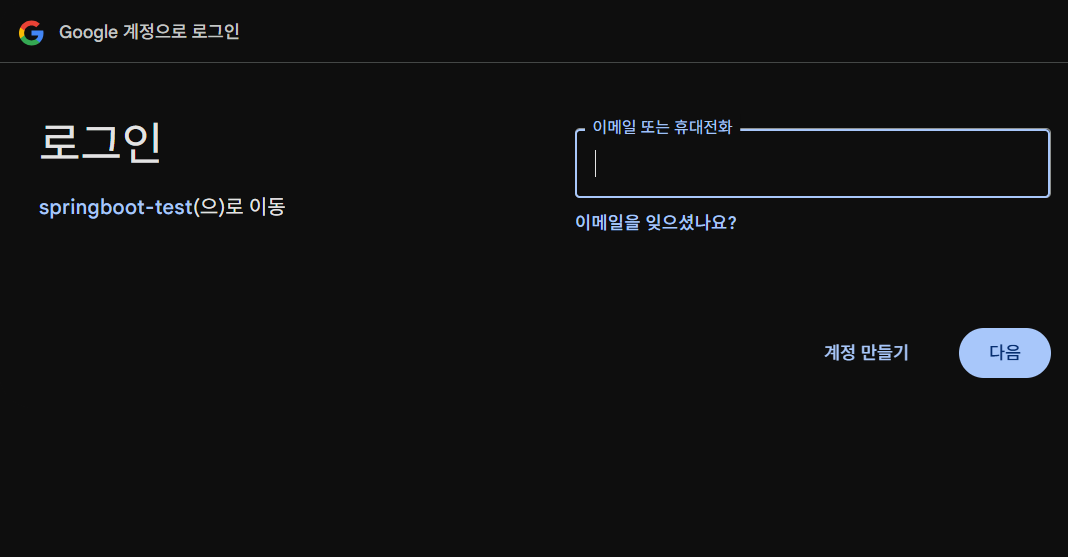 Google 계정으로 로그인
로그인
springboot-test(으)로 이동
이메일 또는 휴대전화
이메일을 잊으셨나요?
계정 만들기
다음